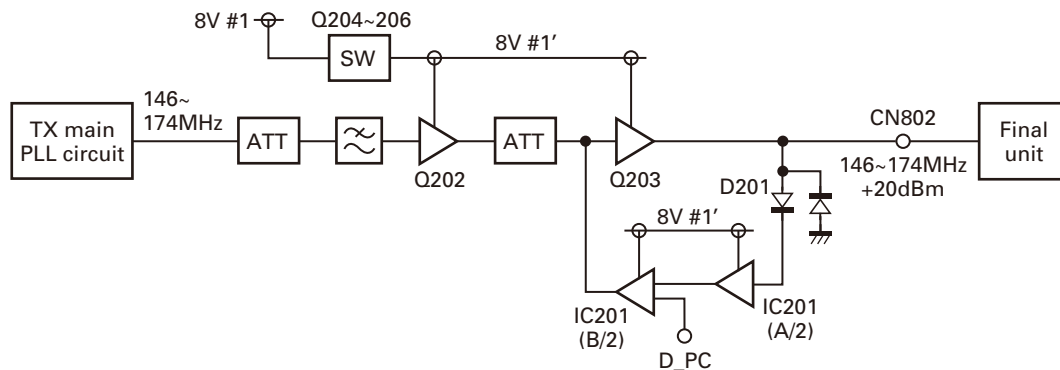 8V #1
Q204~206
SW
8V #1’
TX main
PLL circuit
146~
174MHz
ATT
Q202
ATT
Q203
D201
CN802
146~174MHz
+20dBm
Final
unit
8V #1’
IC201
(B/2)
IC201
(A/2)
D_PC